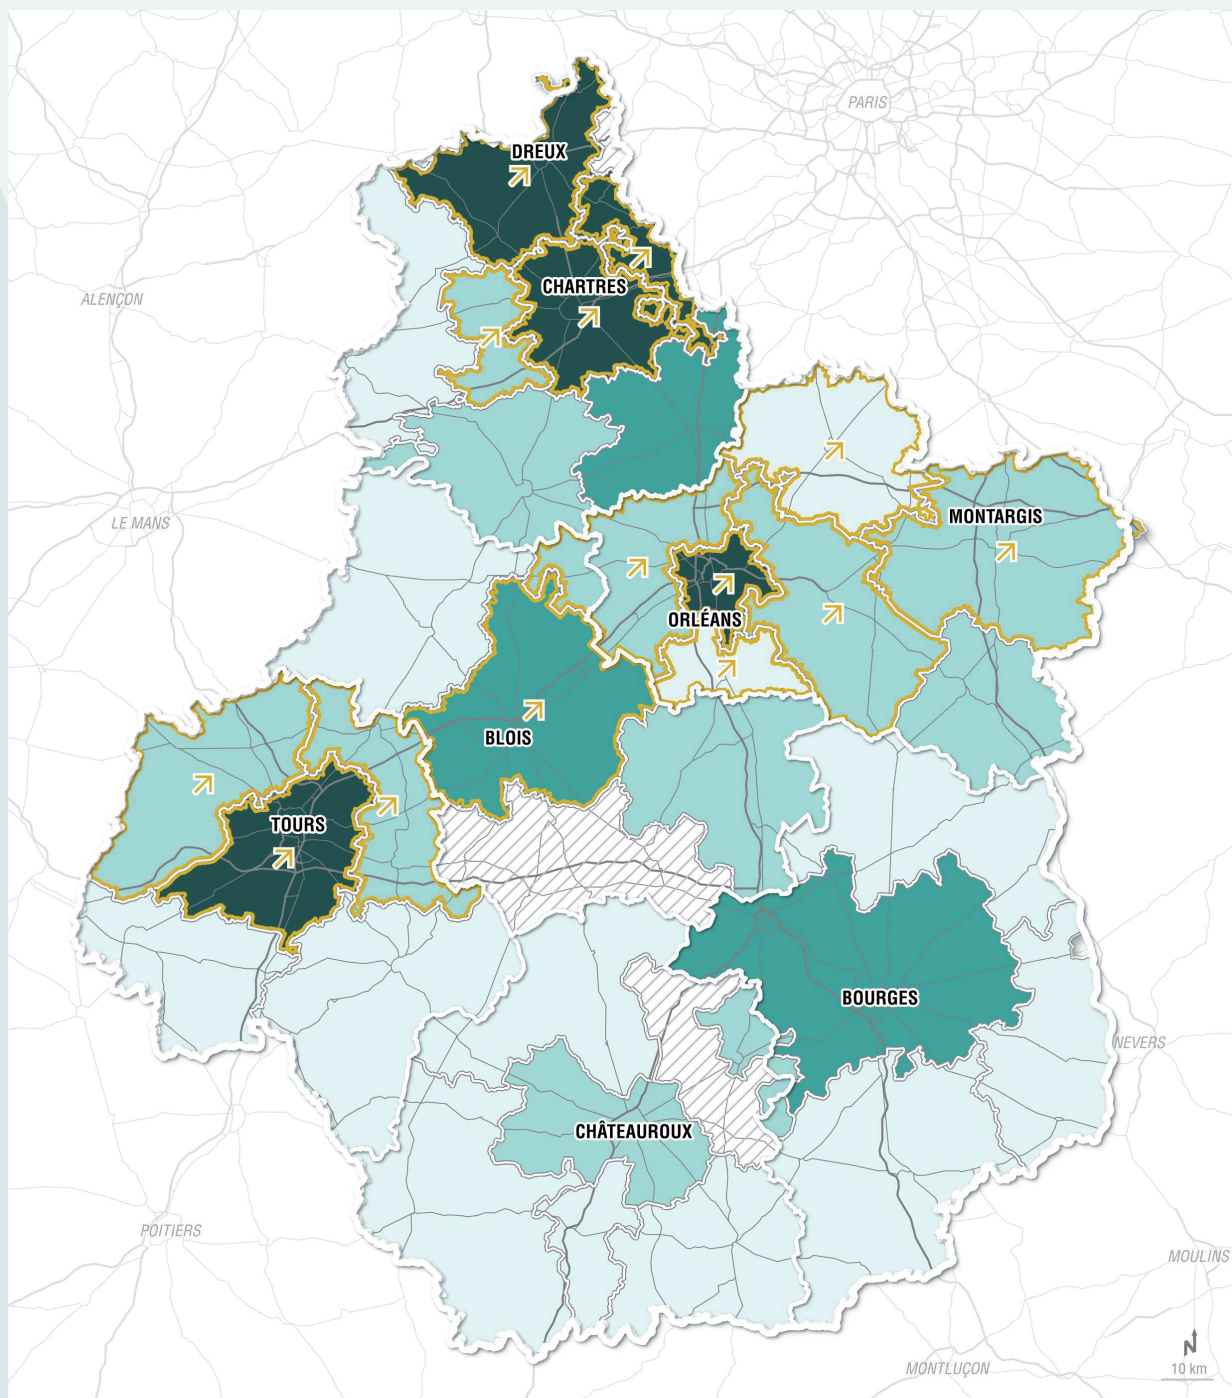 PARIS
DREUX
CHARTRES
ALENÇON
LE MANS
MONTARGIS
ORLÉANS
BLOIS
TOURS
BOURGES
NEVERS
CHÂTEAUROUX
POITIERS
MOULINS
MONTLUÇON
N
10 km